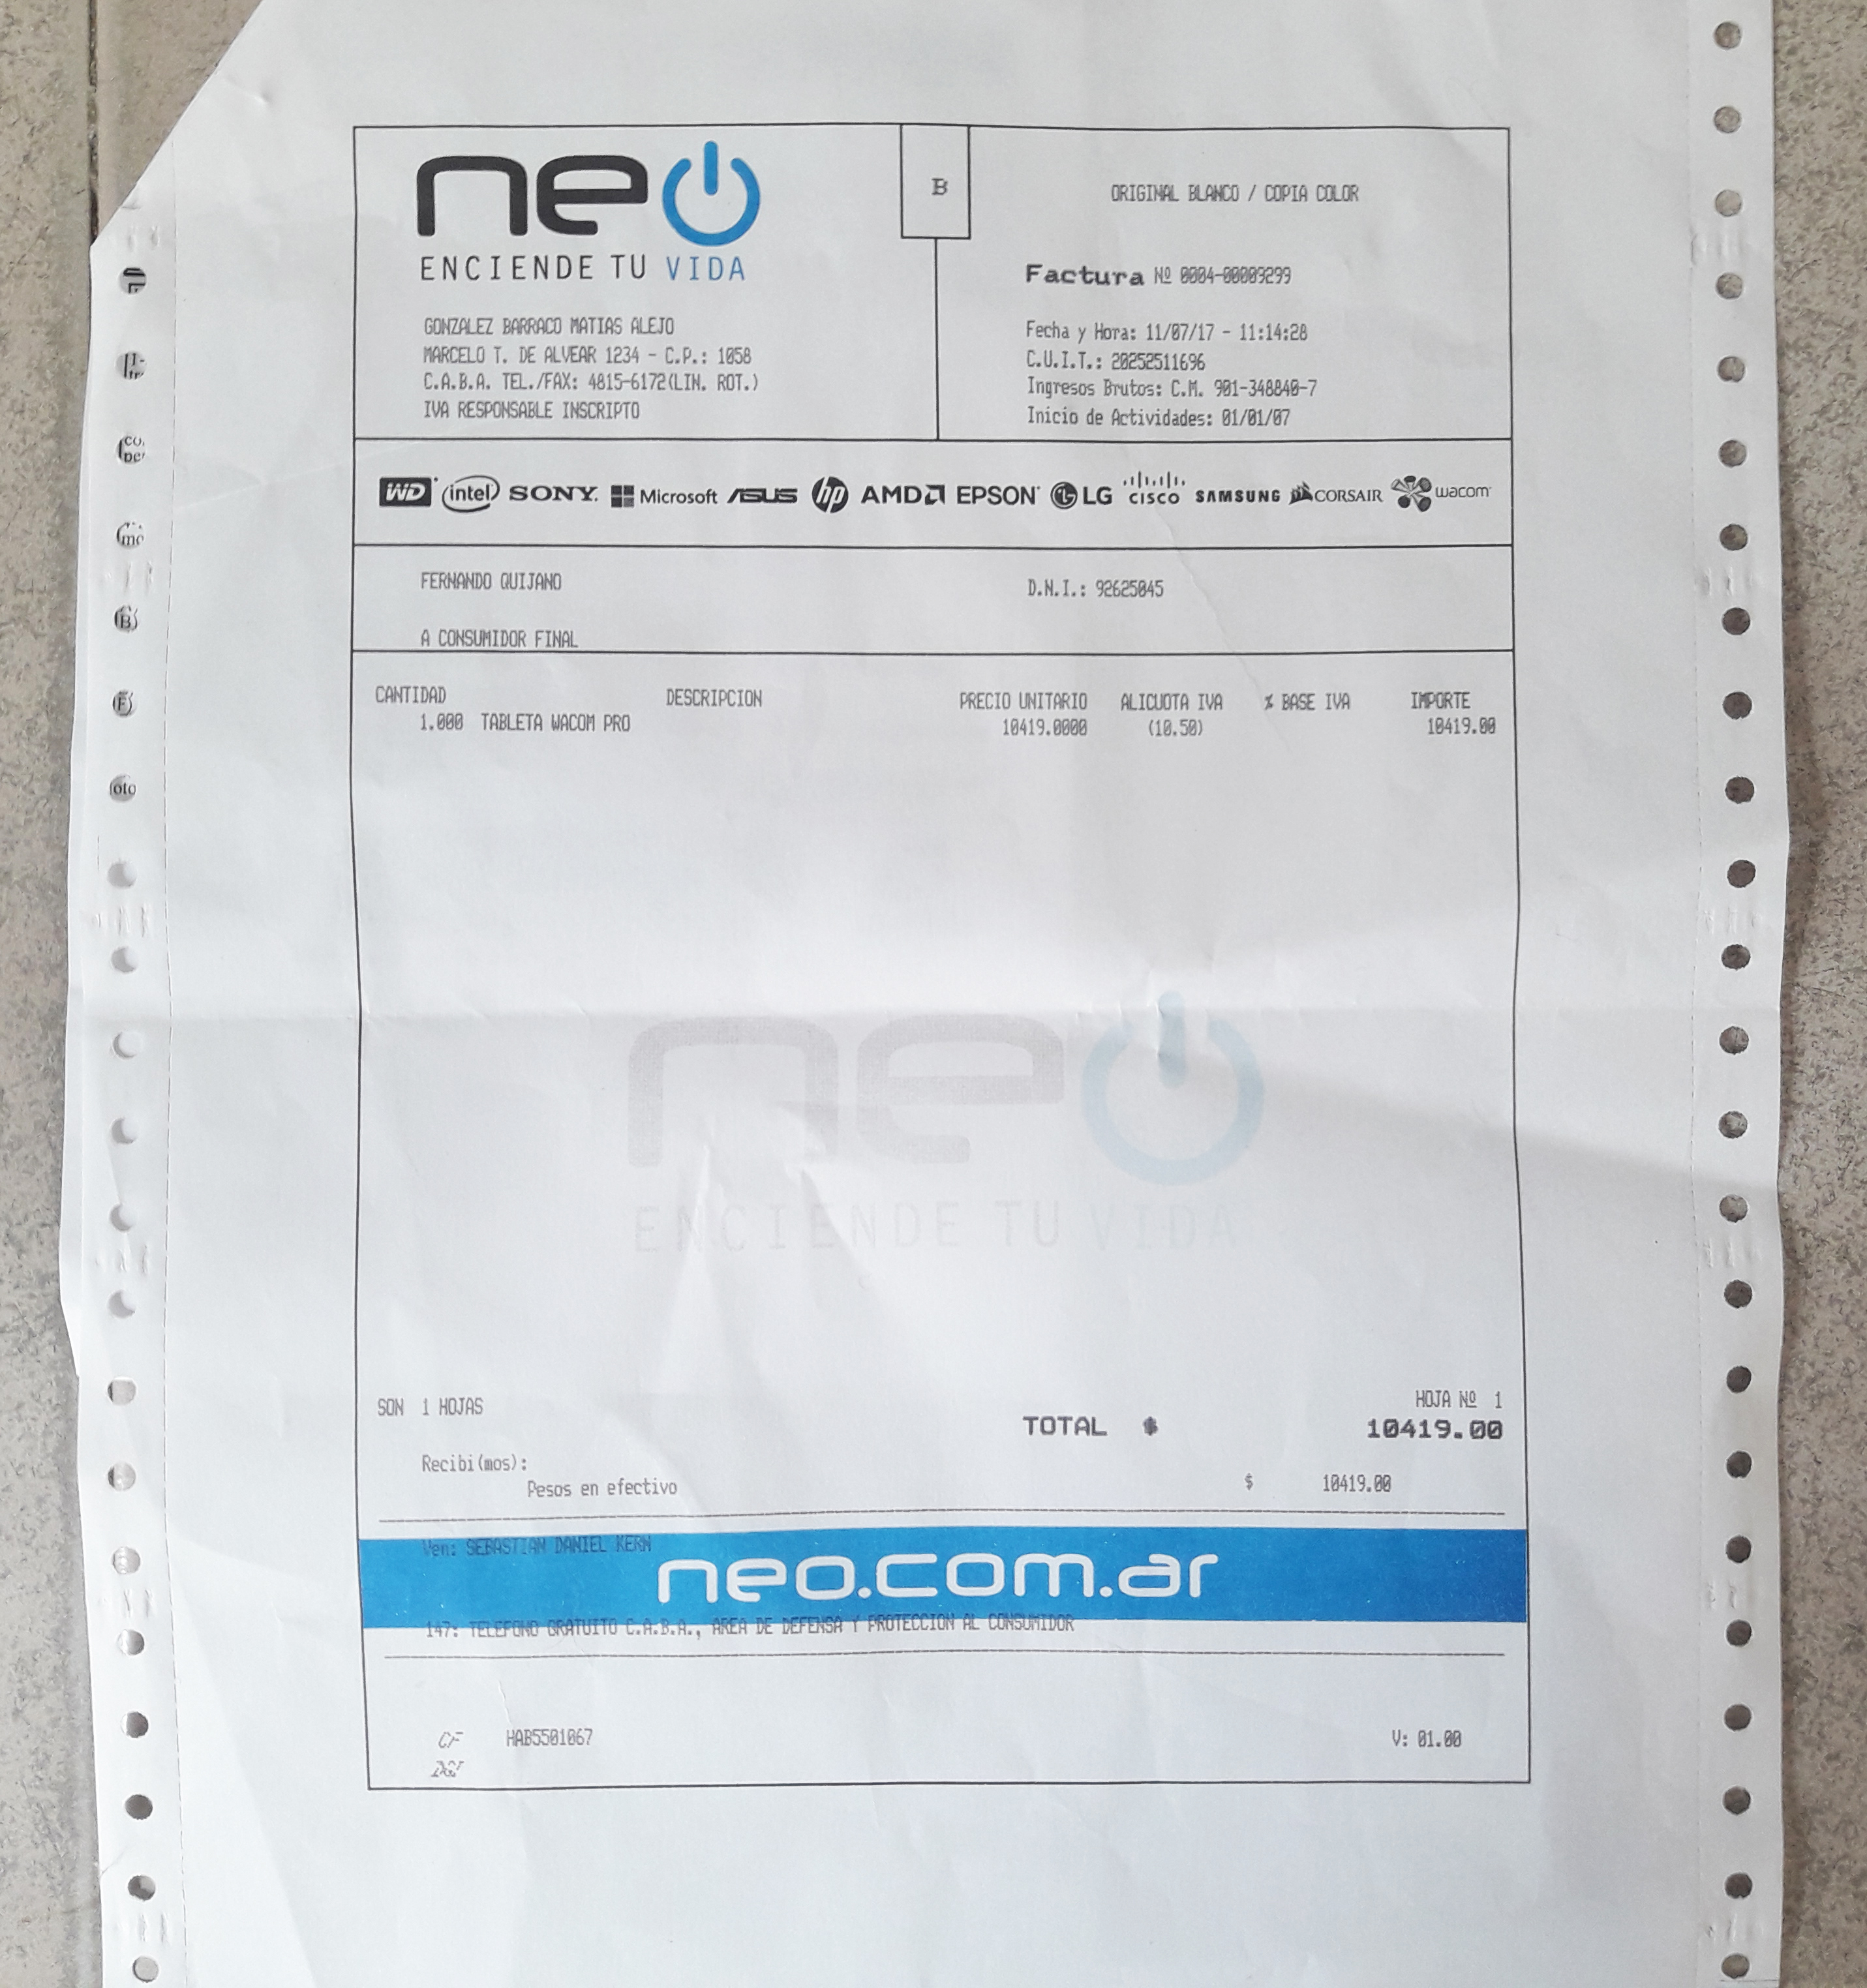 neo
ENCIENDE TU VIDA
B
ORIGINAL BLANCO / COPIA COLOR
Factura Nº 0004-00009299
GONZALEZ BARRACO MATIAS ALEJO
MARCELO T. DE ALVEAR 1234 - C.P.: 1058
C.A.B.A. TEL./FAX: 4815-6172(LIN. ROT.)
IVA RESPONSABLE INSCRIPTO
Fecha y Hora: 11/07/17 - 11:14:28
C.U.I.T.: 20252511696
Ingresos Brutos: C.M. 901-348840-7
Inicio de Actividades: 01/01/07
WD intel SONY Microsoft ASUS hp AMD EPSON LG CISCO SAMSUNG CORSAIR wacom
FERNANDO QUIJANO D.N.I.: 92625045
A CONSUMIDOR FINAL
CANTIDAD DESCRIPCION PRECIO UNITARIO ALICUOTA IVA % BASE IVA IMPORTE
1.000 TABLETA WACOM PRO 10419.0000 (10.50) 10419.00
neo
ENCIENDE TU VIDA
SON 1 HOJAS HOJA Nº 1
TOTAL $ 10419.00
Recibi(mos):
Pesos en efectivo $ 10419.00
Ven: SEBASTIAN DANIEL KERN
neo.com.ar
147: TELEFONO GRATUITO C.A.B.A., AREA DE DEFENSA Y PROTECCION AL CONSUMIDOR
CF HAB5501067 V: 01.00
DGI